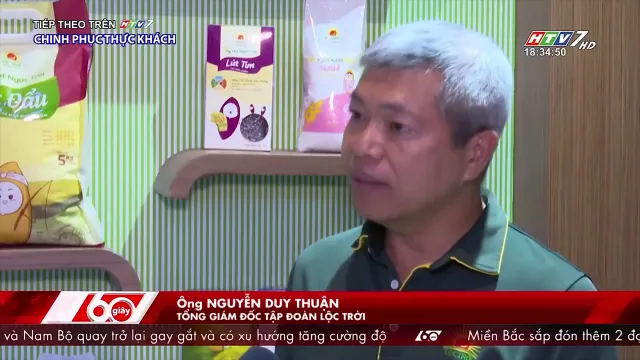 TIẾP THEO TRÊN HTV7
CHINH PHỤC THỰC KHÁCH
HTV7 HD
18:34:50
Lứt Tím
5kg
60 giây
Ông NGUYỄN DUY THUẬN
TỔNG GIÁM ĐỐC TẬP ĐOÀN LỘC TRỜI
và Nam Bộ quay trở lại gay gắt và có xu hướng tăng cường độ 60 Miền Bắc sắp đón thêm 2 đ